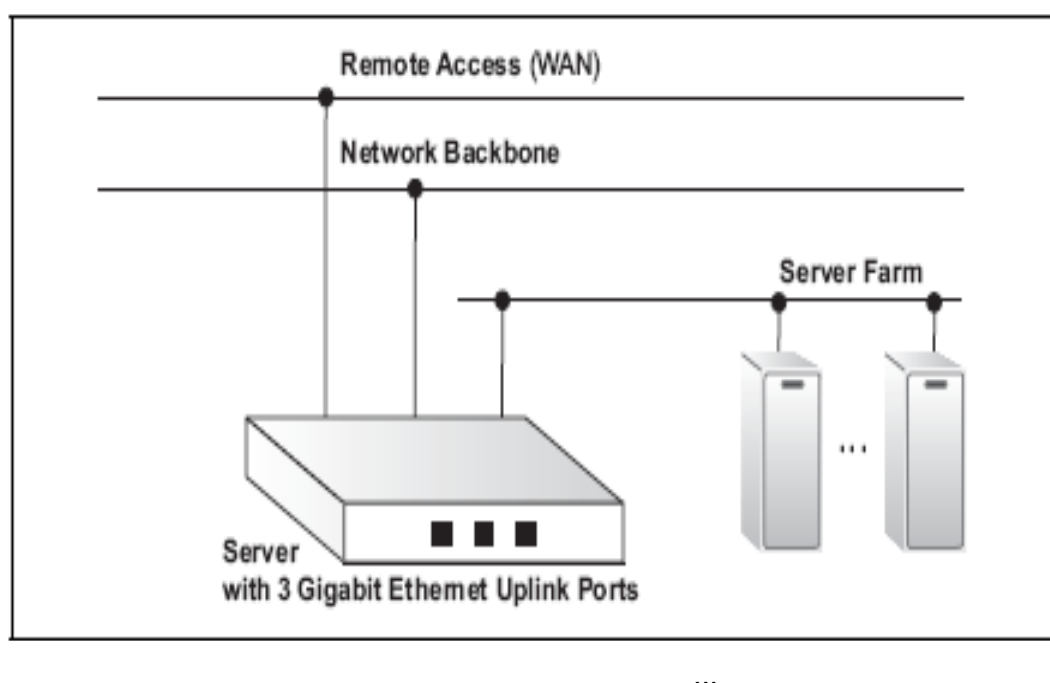 Remote Access (WAN)
Network Backbone
Server Farm
...
Server
with 3 Gigabit Ethernet Uplink Ports